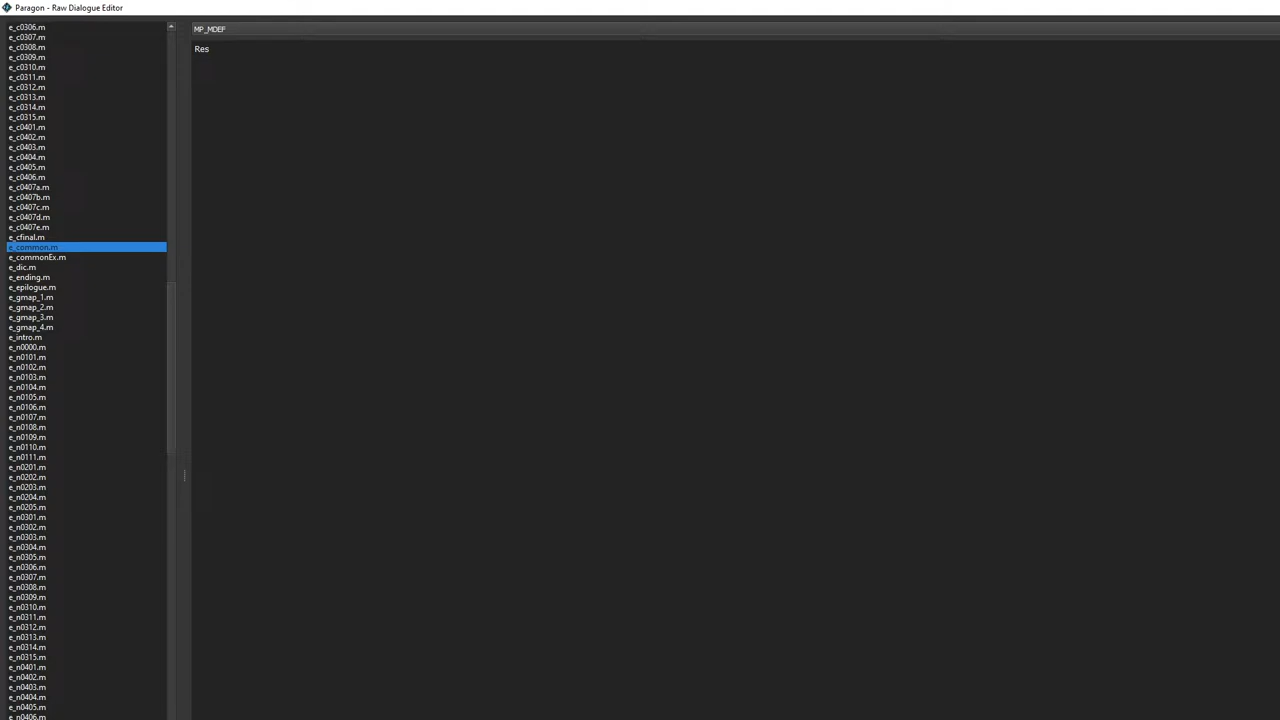 Paragon - Raw Dialogue Editor
e_c0306.m
e_c0307.m
e_c0308.m
e_c0309.m
e_c0310.m
e_c0311.m
e_c0312.m
e_c0313.m
e_c0314.m
e_c0315.m
e_c0401.m
e_c0402.m
e_c0403.m
e_c0404.m
e_c0405.m
e_c0406.m
e_c0407a.m
e_c0407b.m
e_c0407c.m
e_c0407d.m
e_c0407e.m
e_cfinal.m
e_common.m
e_commonEx.m
e_dic.m
e_ending.m
e_epilogue.m
e_gmap_1.m
e_gmap_2.m
e_gmap_3.m
e_gmap_4.m
e_intro.m
e_n0000.m
e_n0101.m
e_n0102.m
e_n0103.m
e_n0104.m
e_n0105.m
e_n0106.m
e_n0107.m
e_n0108.m
e_n0109.m
e_n0110.m
e_n0111.m
e_n0201.m
e_n0202.m
e_n0203.m
e_n0204.m
e_n0205.m
e_n0301.m
e_n0302.m
e_n0303.m
e_n0304.m
e_n0305.m
e_n0306.m
e_n0307.m
e_n0308.m
e_n0309.m
e_n0310.m
e_n0311.m
e_n0312.m
e_n0313.m
e_n0314.m
e_n0315.m
e_n0401.m
e_n0402.m
e_n0403.m
e_n0404.m
e_n0405.m
e_n0406.m
MP_MDEF
Res